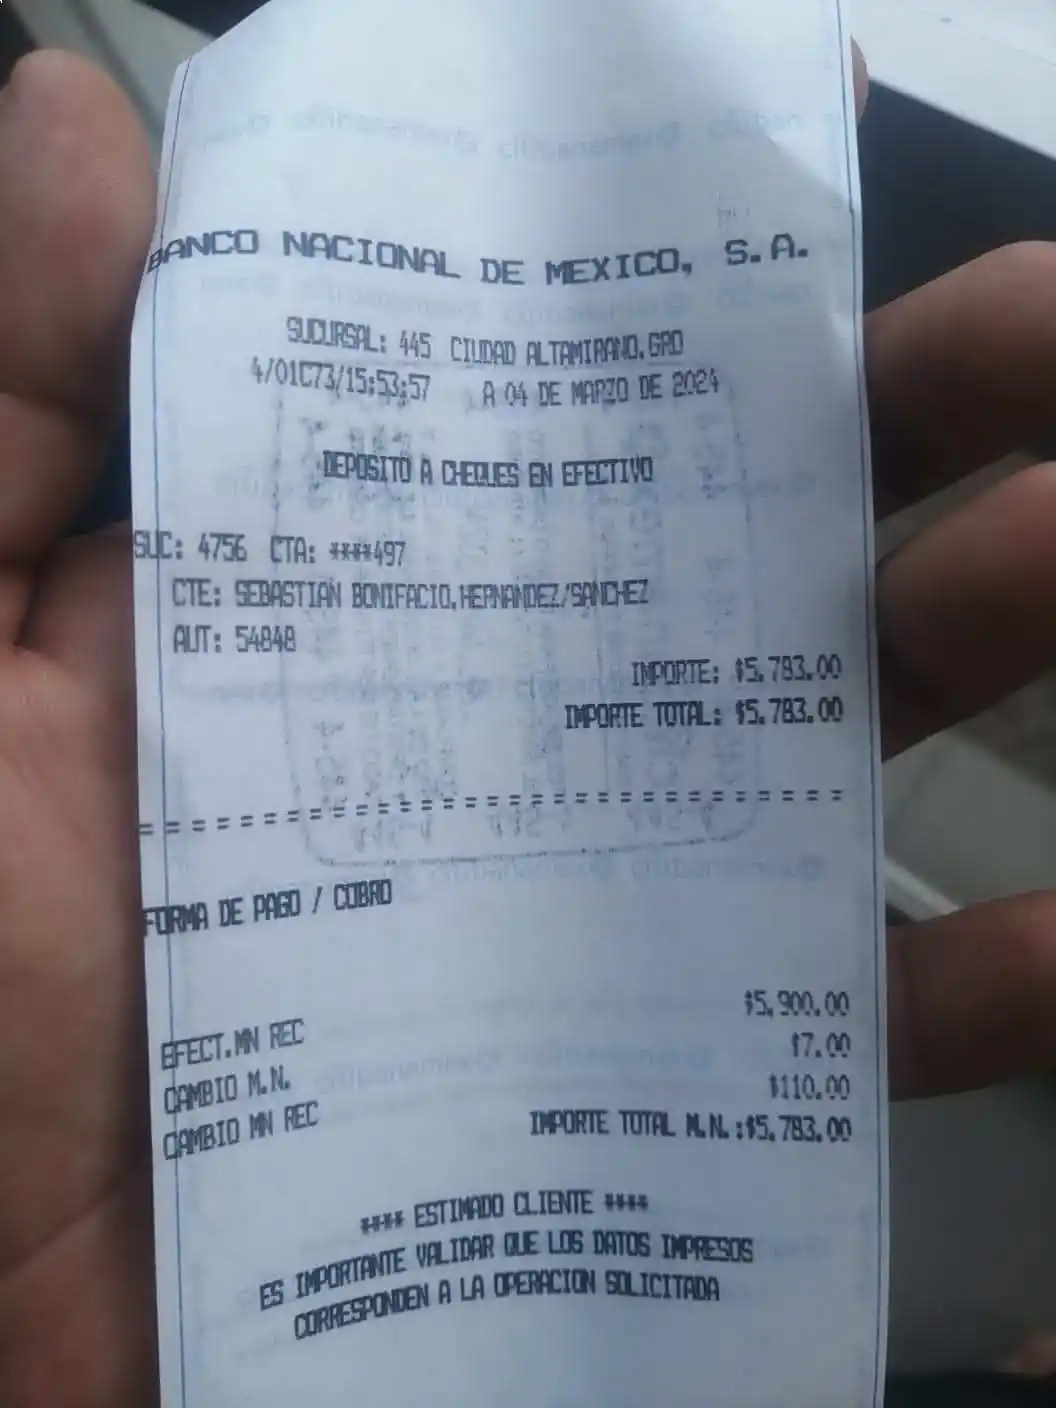 BANCO NACIONAL DE MEXICO, S.A.
SUCURSAL: 445 CIUDAD ALTAMIRANO,GRO
4/01C73/15:53:57 A 04 DE MARZO DE 2024
DEPOSITO A CHEQUES EN EFECTIVO
SUC: 4756 CTA: ****497
CTE: SEBASTIAN BONIFACIO,HERNANDEZ/SANCHEZ
AUT: 54848
IMPORTE: $5,783.00
IMPORTE TOTAL: $5,783.00
===============================
FORMA DE PAGO / COBRO
EFECT.MN REC $5,900.00
CAMBIO M.N. $7.00
CAMBIO MN REC $110.00
IMPORTE TOTAL M.N.:$5,783.00
**** ESTIMADO CLIENTE ****
ES IMPORTANTE VALIDAR QUE LOS DATOS IMPRESOS
CORRESPONDEN A LA OPERACION SOLICITADA